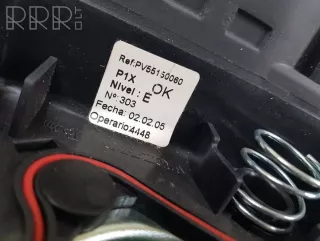 RRR
Ref:PV55150060
P1X OK
Nivel: E
Nº:303
Fecha: 02.02.05
Operario4448